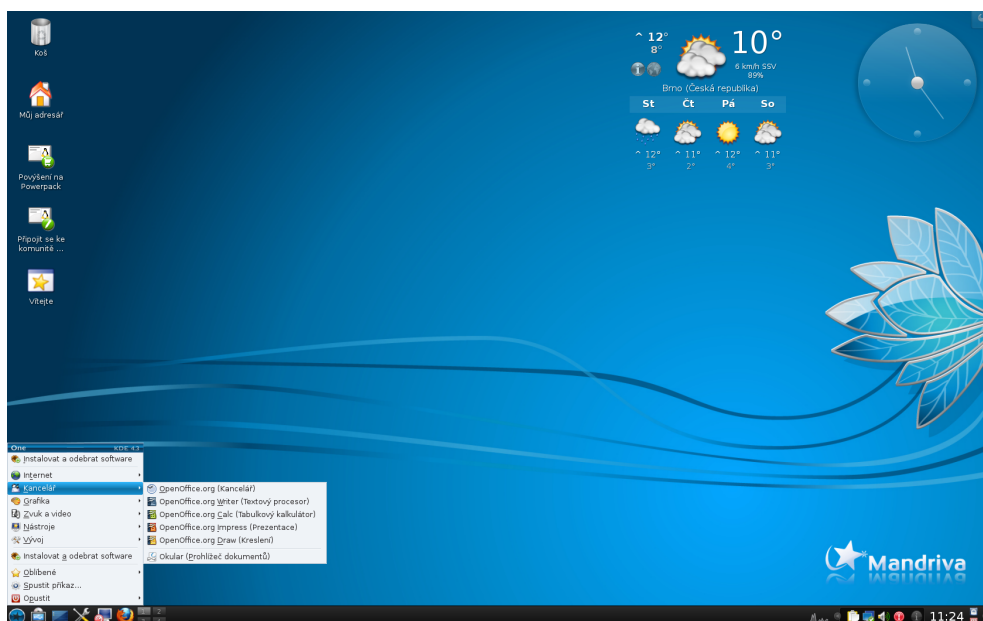 Koš
Můj adresář
Povýšení na
Powerpack
Připojit se ke
komunitě ...
Vítejte
^ 12°
8°
10°
6 km/h SSV
89%
Brno (Česká republika)
St Čt Pá So
^ 12° ^ 11° ^ 12° ^ 11°
3° 2° 4° 3°
One KDE 4.3
Instalovat a odebrat software
Internet
Kancelář
Grafika
Zvuk a video
Nástroje
Vývoj
Instalovat a odebrat software
Oblíbené
Spustit příkaz...
Opustit
OpenOffice.org (Kancelář)
OpenOffice.org Writer (Textový procesor)
OpenOffice.org Calc (Tabulkový kalkulátor)
OpenOffice.org Impress (Prezentace)
OpenOffice.org Draw (Kreslení)
Okular (Prohlížeč dokumentů)
Mandriva
11:24